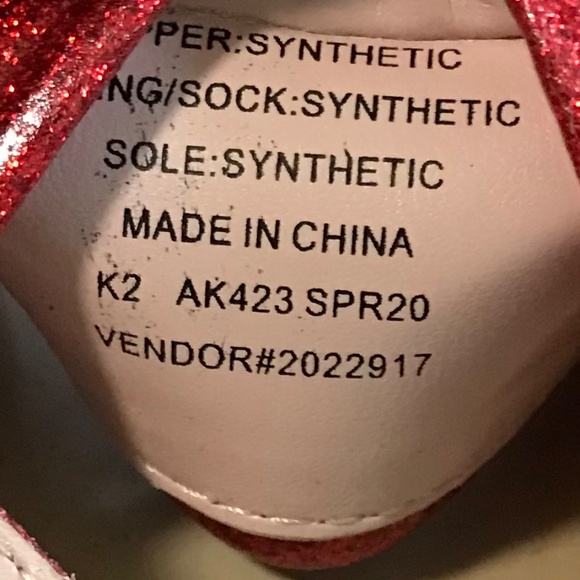 PER:SYNTHETIC
NG/SOCK:SYNTHETIC
SOLE:SYNTHETIC
MADE IN CHINA
K2 AK423 SPR20
VENDOR#2022917